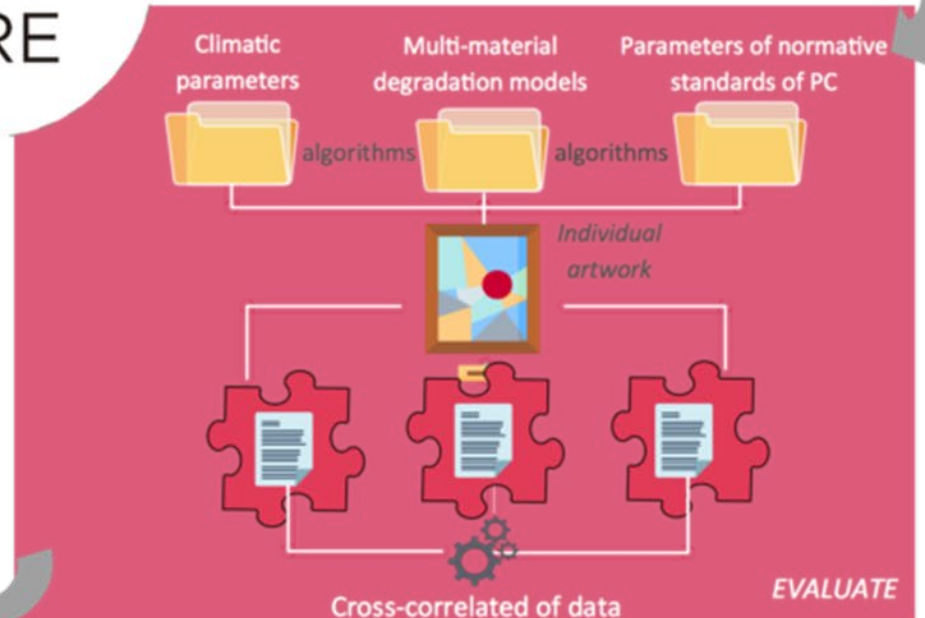 RE
Climatic
parameters
Multi-material
degradation models
Parameters of normative
standards of PC
algorithms
algorithms
Individual
artwork
Cross-correlated of data
EVALUATE